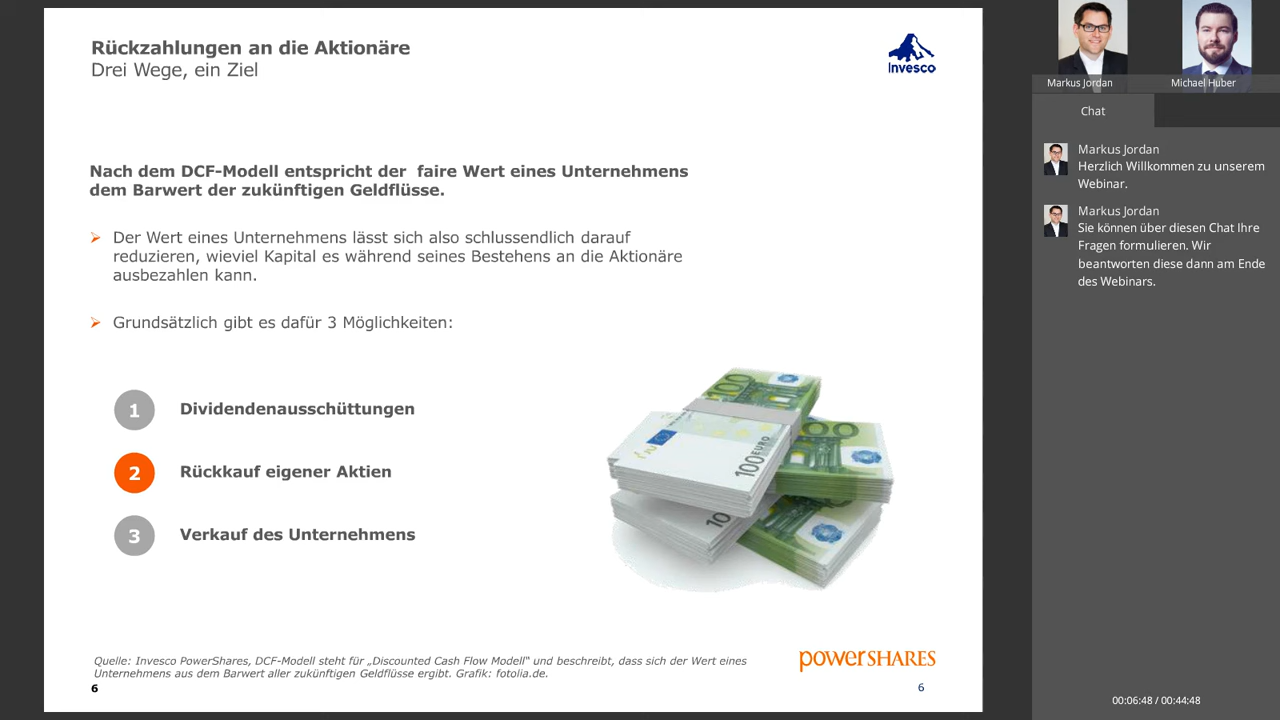 Rückzahlungen an die Aktionäre
Drei Wege, ein Ziel
Invesco
Nach dem DCF-Modell entspricht der faire Wert eines Unternehmens
dem Barwert der zukünftigen Geldflüsse.
Der Wert eines Unternehmens lässt sich also schlussendlich darauf
reduzieren, wieviel Kapital es während seines Bestehens an die Aktionäre
ausbezahlen kann.
Grundsätzlich gibt es dafür 3 Möglichkeiten:
1 Dividendenausschüttungen
2 Rückkauf eigener Aktien
3 Verkauf des Unternehmens
100
100 EURO
00
10
Quelle: Invesco PowerShares, DCF-Modell steht für „Discounted Cash Flow Modell“ und beschreibt, dass sich der Wert eines
Unternehmens aus dem Barwert aller zukünftigen Geldflüsse ergibt. Grafik: fotolia.de.
powerSHARES
6
6
Markus Jordan
Michael Huber
Chat
Markus Jordan
Herzlich Willkommen zu unserem
Webinar.
Markus Jordan
Sie können über diesen Chat Ihre
Fragen formulieren. Wir
beantworten diese dann am Ende
des Webinars.
00:06:48 / 00:44:48